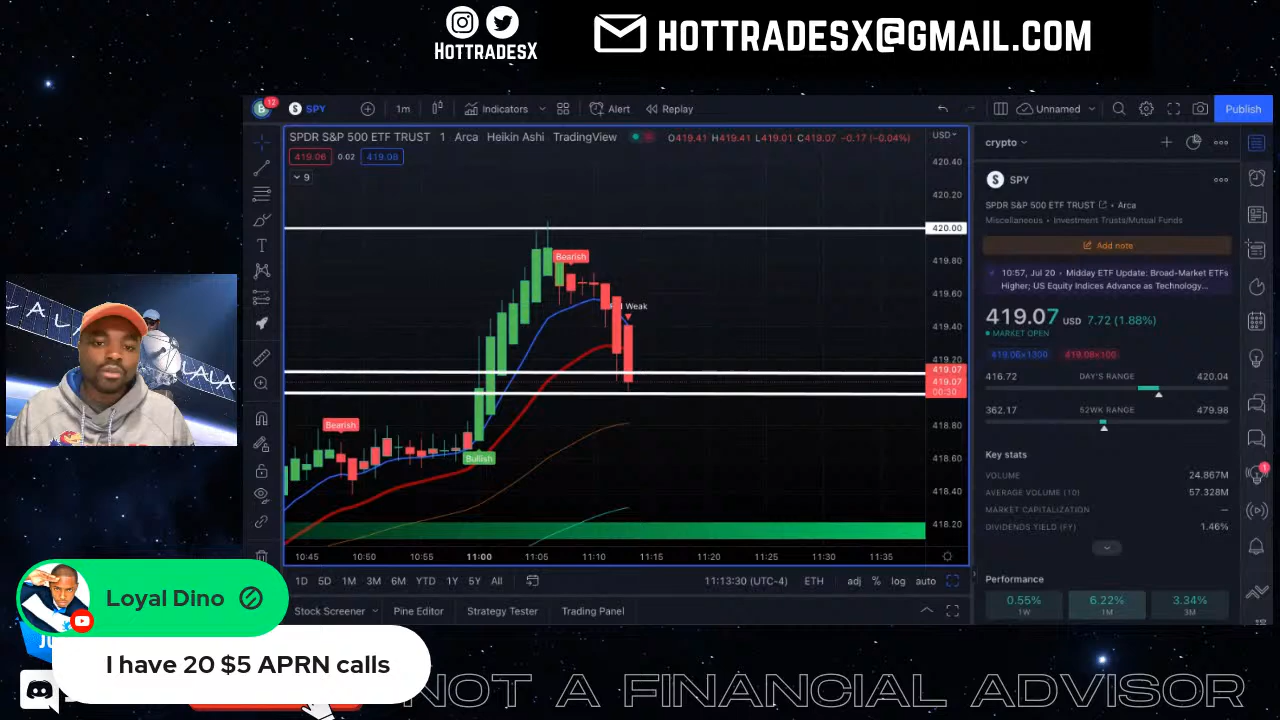 HOTTRADESX
HOTTRADESX@GMAIL.COM
12
SPY
1m
Indicators
Alert
Replay
Unnamed
Publish
SPDR S&P 500 ETF TRUST 1 Arca Heikin Ashi TradingView
O419.41 H419.41 L419.01 C419.07 −0.17 (−0.04%)
419.06 0.02 419.08
9
USD
420.40
420.20
420.00
419.80
419.60
419.40
419.20
419.07
419.07
00:30
418.80
418.60
418.40
418.20
Bearish
Weak
Bearish
Bullish
10:45 10:50 10:55 11:00 11:05 11:10 11:15 11:20 11:25 11:30 11:35
1D 5D 1M 3M 6M YTD 1Y 5Y All
11:13:30 (UTC-4) ETH adj % log auto
Stock Screener Pine Editor Strategy Tester Trading Panel
crypto
SPY
SPDR S&P 500 ETF TRUST • Arca
Miscellaneous • Investment Trusts/Mutual Funds
Add note
10:57, Jul 20 • Midday ETF Update: Broad-Market ETFs
Higher; US Equity Indices Advance as Technology...
419.07 USD 7.72 (1.88%)
MARKET OPEN
419.06×1300 419.08×100
416.72 DAY'S RANGE 420.04
362.17 52WK RANGE 479.98
Key stats
VOLUME 24.867M
AVERAGE VOLUME (10) 57.328M
MARKET CAPITALIZATION —
DIVIDENDS YIELD (FY) 1.46%
Performance
0.55% 6.22% 3.34%
1W 1M 3M
1
Loyal Dino
I have 20 $5 APRN calls
NOT A FINANCIAL ADVISOR